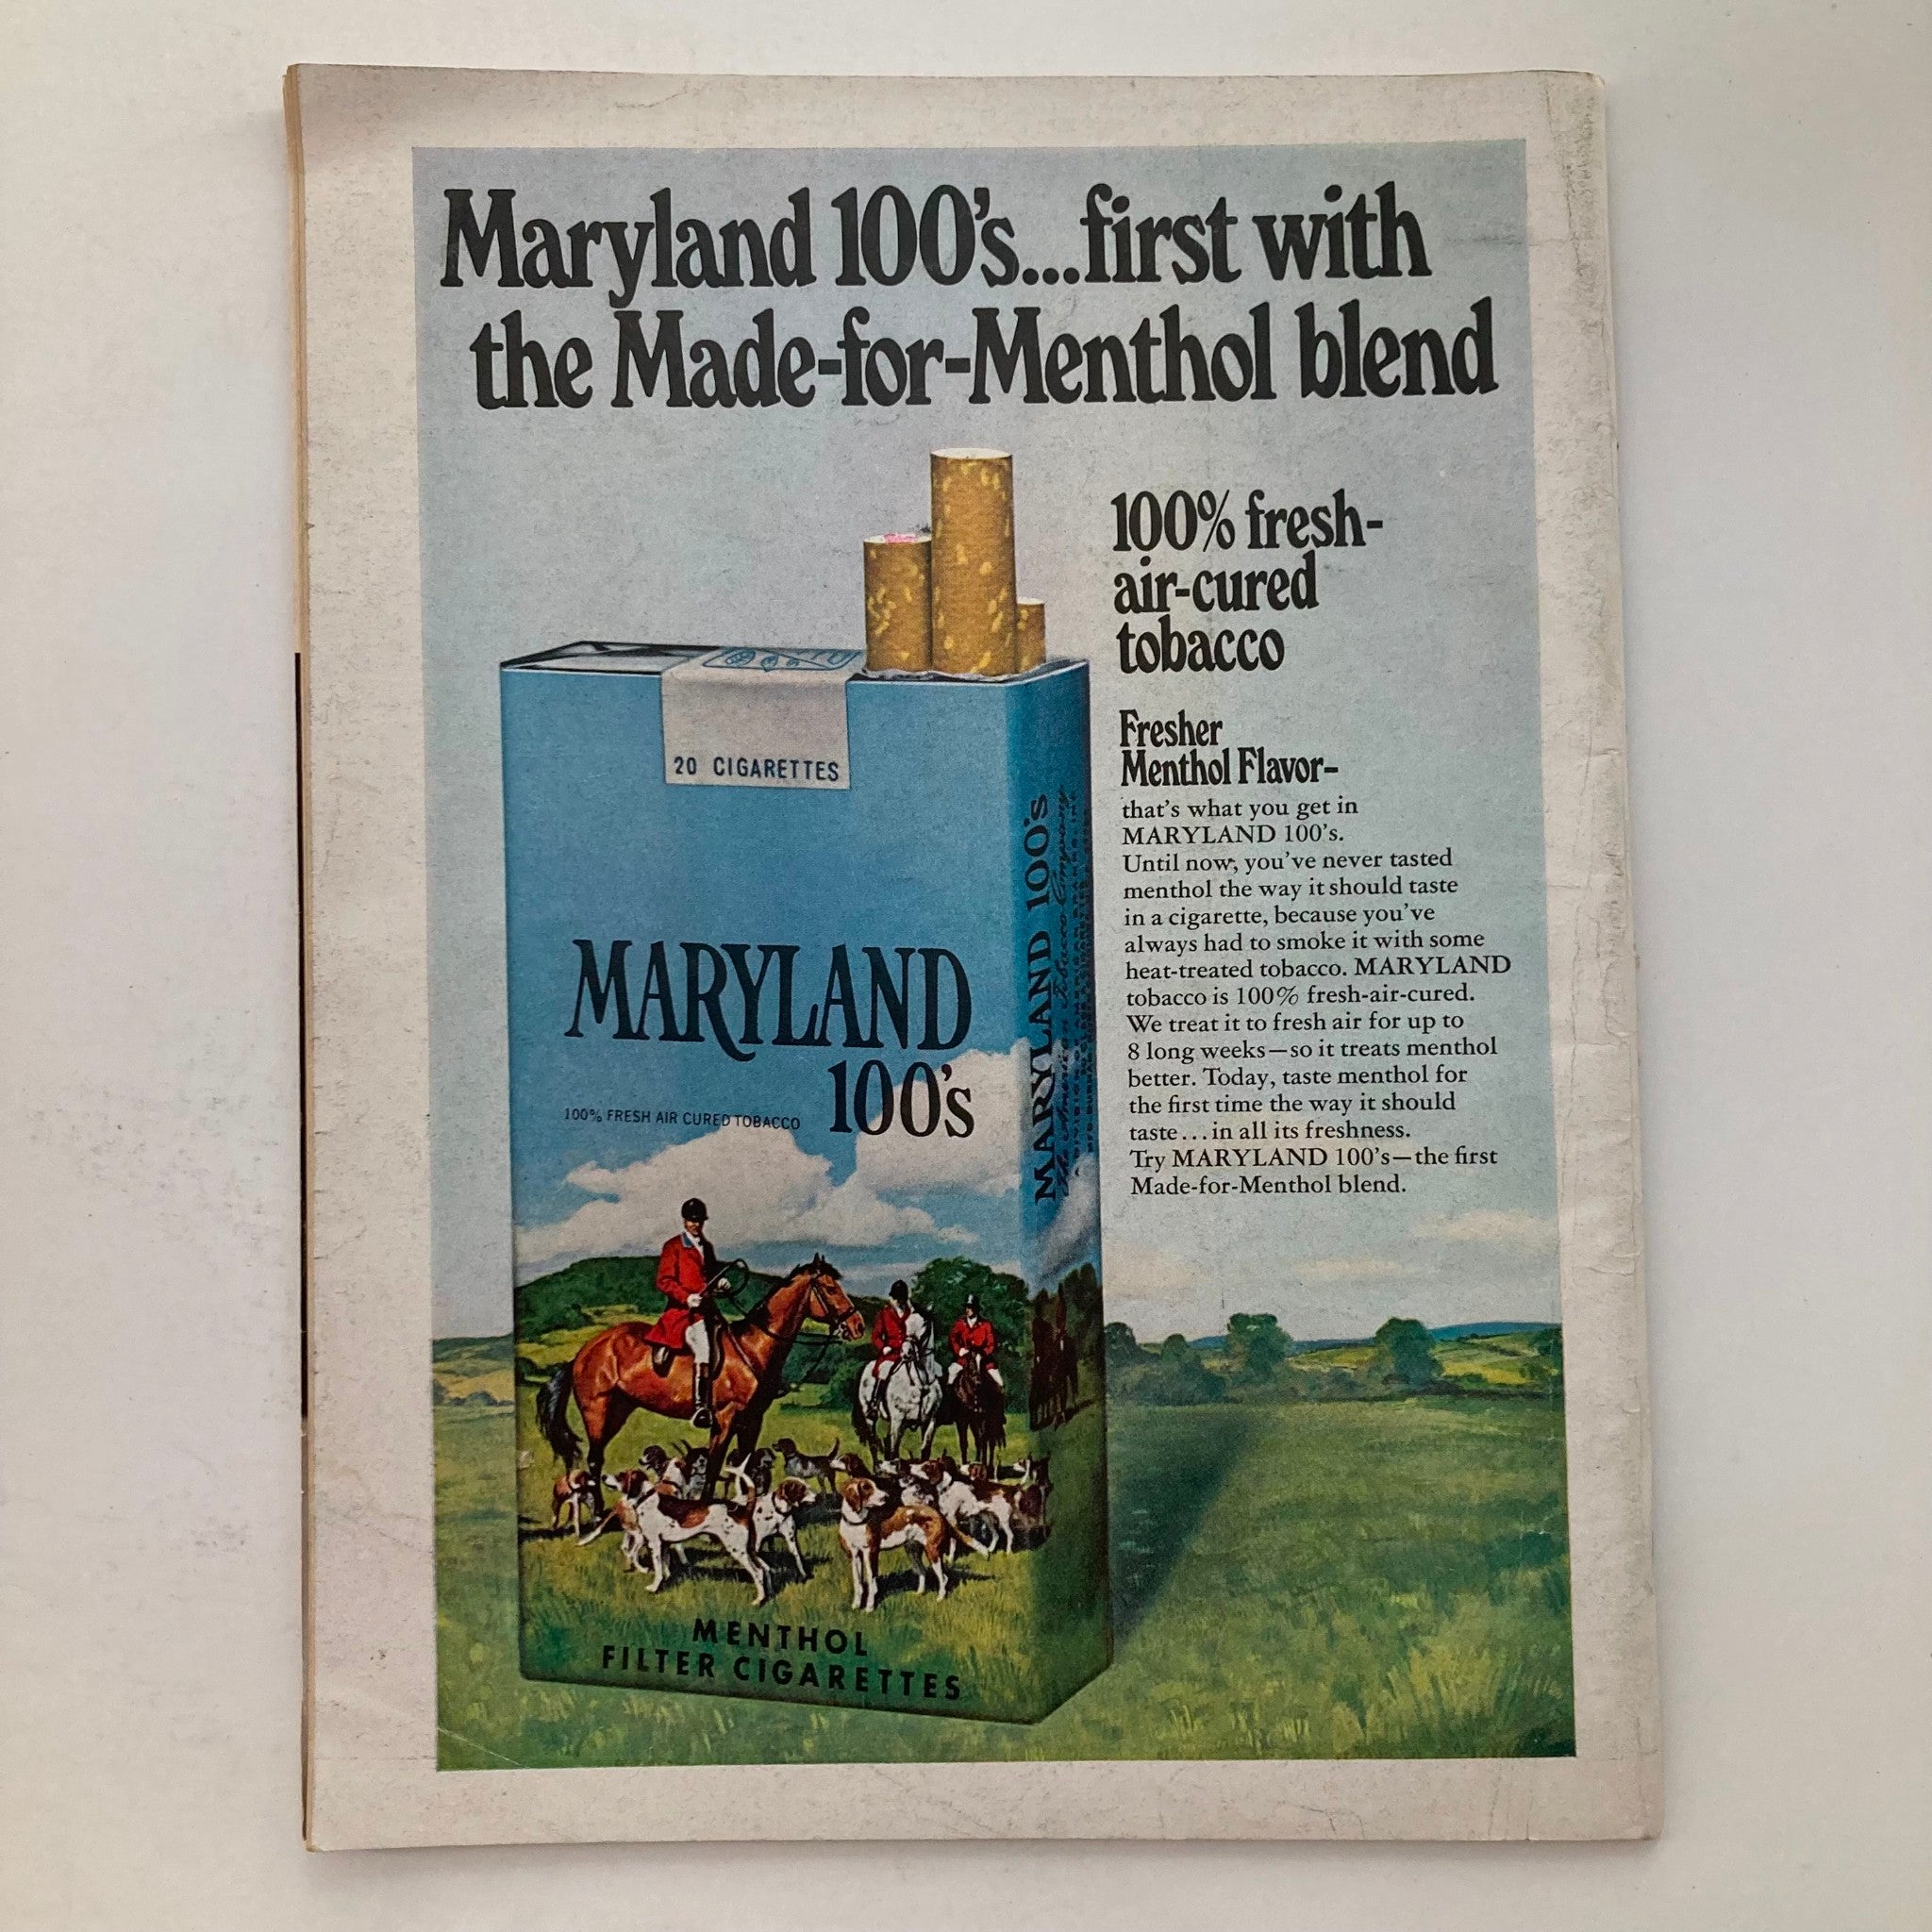 Maryland 100's...first with
the Made-for-Menthol blend
100% fresh-
air-cured
tobacco
Fresher
Menthol Flavor-
that's what you get in
MARYLAND 100's.
Until now, you've never tasted
menthol the way it should taste
in a cigarette, because you've
always had to smoke it with some
heat-treated tobacco. MARYLAND
tobacco is 100% fresh-air-cured.
We treat it to fresh air for up to
8 long weeks—so it treats menthol
better. Today, taste menthol for
the first time the way it should
taste...in all its freshness.
Try MARYLAND 100's—the first
Made-for-Menthol blend.
20 CIGARETTES
MARYLAND
100's
100% FRESH AIR CURED TOBACCO
MENTHOL
FILTER CIGARETTES
MARYLAND 100's
The American Tobacco Company